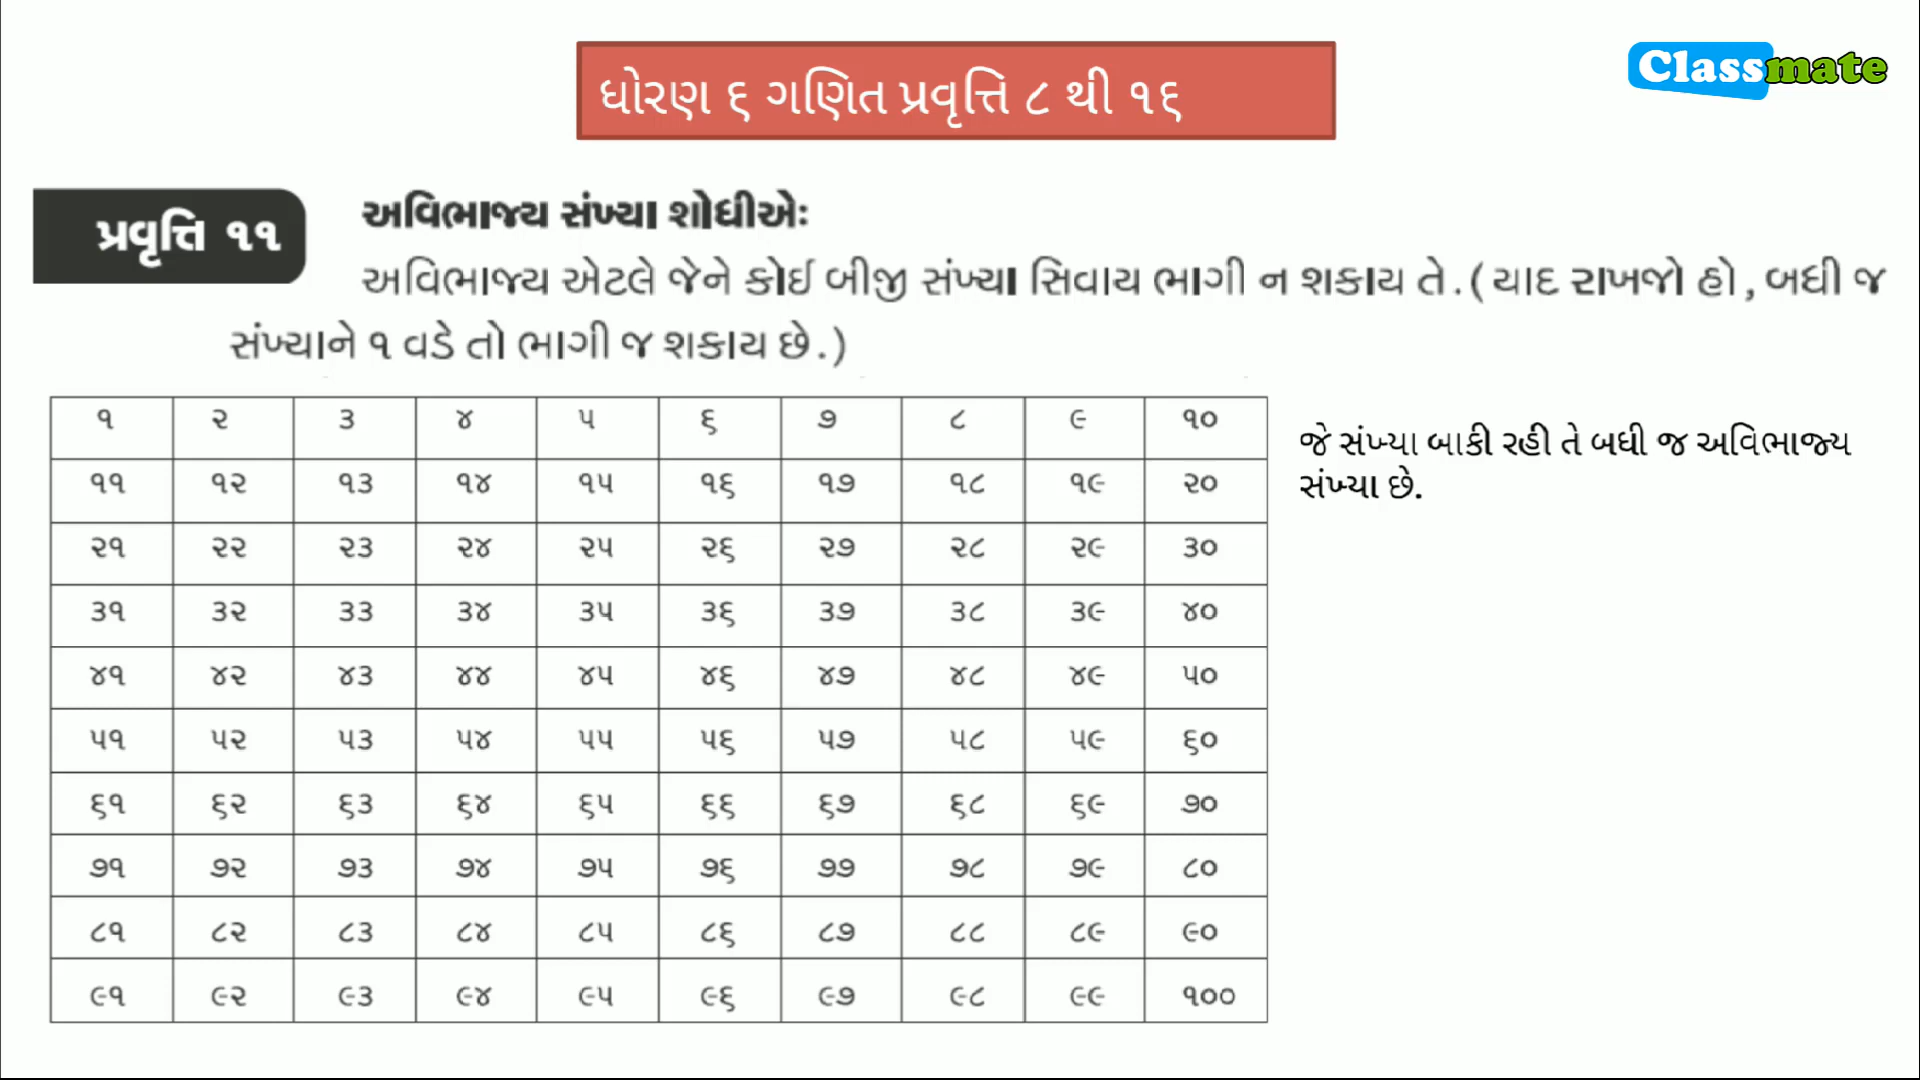 ધોરણ ૬ ગણિત પ્રવૃત્તિ ૮ થી ૧૬
Classmate
પ્રવૃત્તિ ૧૧
અવિભાજ્ય સંખ્યા શોધીએઃ
અવિભાજ્ય એટલે જેને કોઈ બીજી સંખ્યા સિવાય ભાગી ન શકાય તે.(યાદ રાખજો હો,બધી જ
સંખ્યાને ૧ વડે તો ભાગી જ શકાય છે.)
૧ ૨ ૩ ૪ ૫ ૬ ૭ ૮ ૯ ૧૦
૧૧ ૧૨ ૧૩ ૧૪ ૧૫ ૧૬ ૧૭ ૧૮ ૧૯ ૨૦
૨૧ ૨૨ ૨૩ ૨૪ ૨૫ ૨૬ ૨૭ ૨૮ ૨૯ ૩૦
૩૧ ૩૨ ૩૩ ૩૪ ૩૫ ૩૬ ૩૭ ૩૮ ૩૯ ૪૦
૪૧ ૪૨ ૪૩ ૪૪ ૪૫ ૪૬ ૪૭ ૪૮ ૪૯ ૫૦
૫૧ ૫૨ ૫૩ ૫૪ ૫૫ ૫૬ ૫૭ ૫૮ ૫૯ ૬૦
૬૧ ૬૨ ૬૩ ૬૪ ૬૫ ૬૬ ૬૭ ૬૮ ૬૯ ૭૦
૭૧ ૭૨ ૭૩ ૭૪ ૭૫ ૭૬ ૭૭ ૭૮ ૭૯ ૮૦
૮૧ ૮૨ ૮૩ ૮૪ ૮૫ ૮૬ ૮૭ ૮૮ ૮૯ ૯૦
૯૧ ૯૨ ૯૩ ૯૪ ૯૫ ૯૬ ૯૭ ૯૮ ૯૯ ૧૦૦
જે સંખ્યા બાકી રહી તે બધી જ અવિભાજ્ય
સંખ્યા છે.